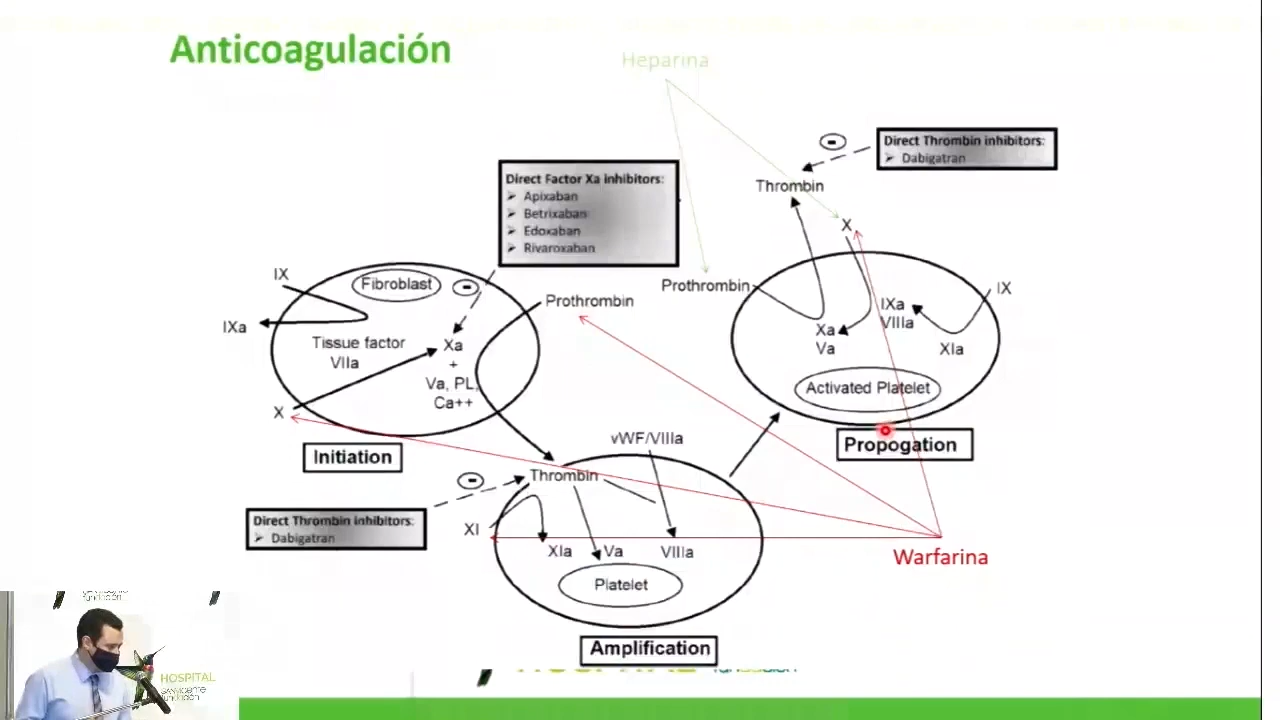 Anticoagulación
Heparina
Direct Thrombin inhibitors:
➢ Dabigatran
Direct Factor Xa inhibitors:
➢ Apixaban
➢ Betrixaban
➢ Edoxaban
➢ Rivaroxaban
Thrombin
X
IX
Fibroblast
Prothrombin
Prothrombin
IX
IXa
VIIIa
IXa
Tissue factor
VIIa
Xa
+
Va, PL,
Ca++
Xa
Va
XIa
Activated Platelet
X
Initiation
vWF/VIIIa
Propogation
Thrombin
Direct Thrombin inhibitors:
➢ Dabigatran
XI
XIa
Va
VIIIa
Warfarina
Platelet
Amplification
HOSPITAL